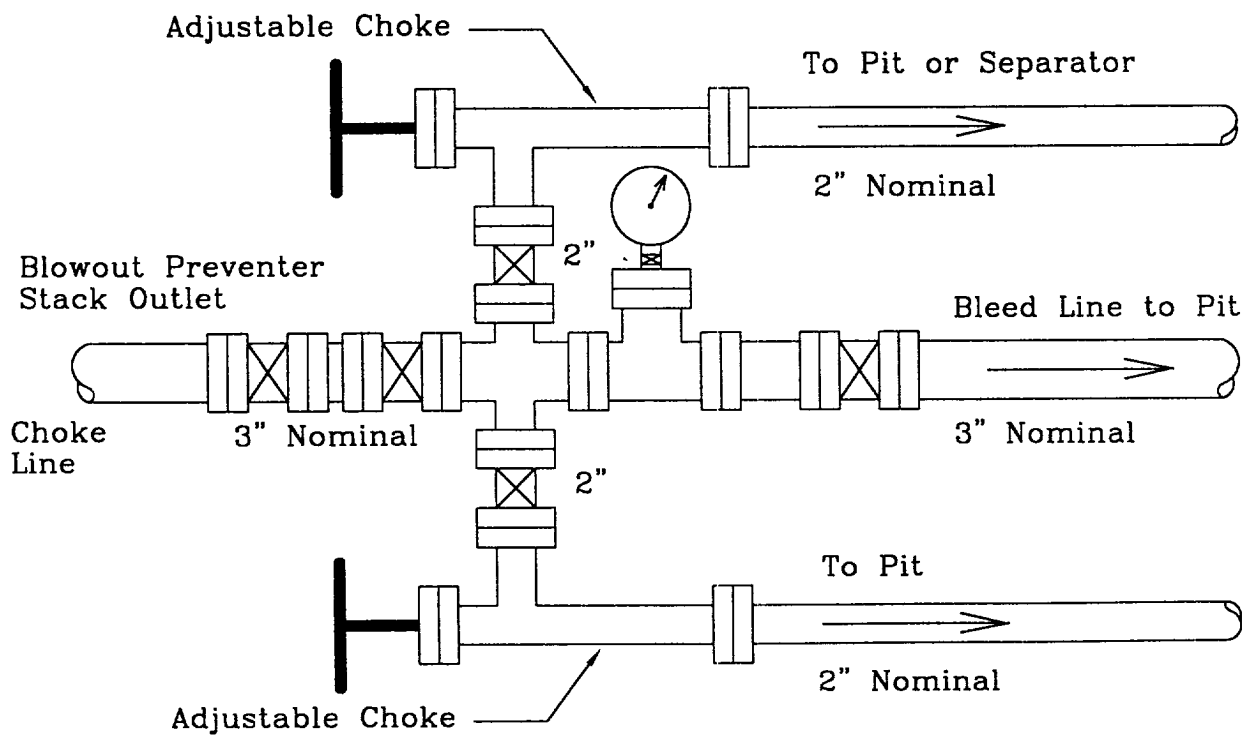 Adjustable Choke
To Pit or Separator
2" Nominal
2"
Blowout Preventer
Stack Outlet
Bleed Line to Pit
3" Nominal
3" Nominal
Choke
Line
2"
To Pit
2" Nominal
Adjustable Choke